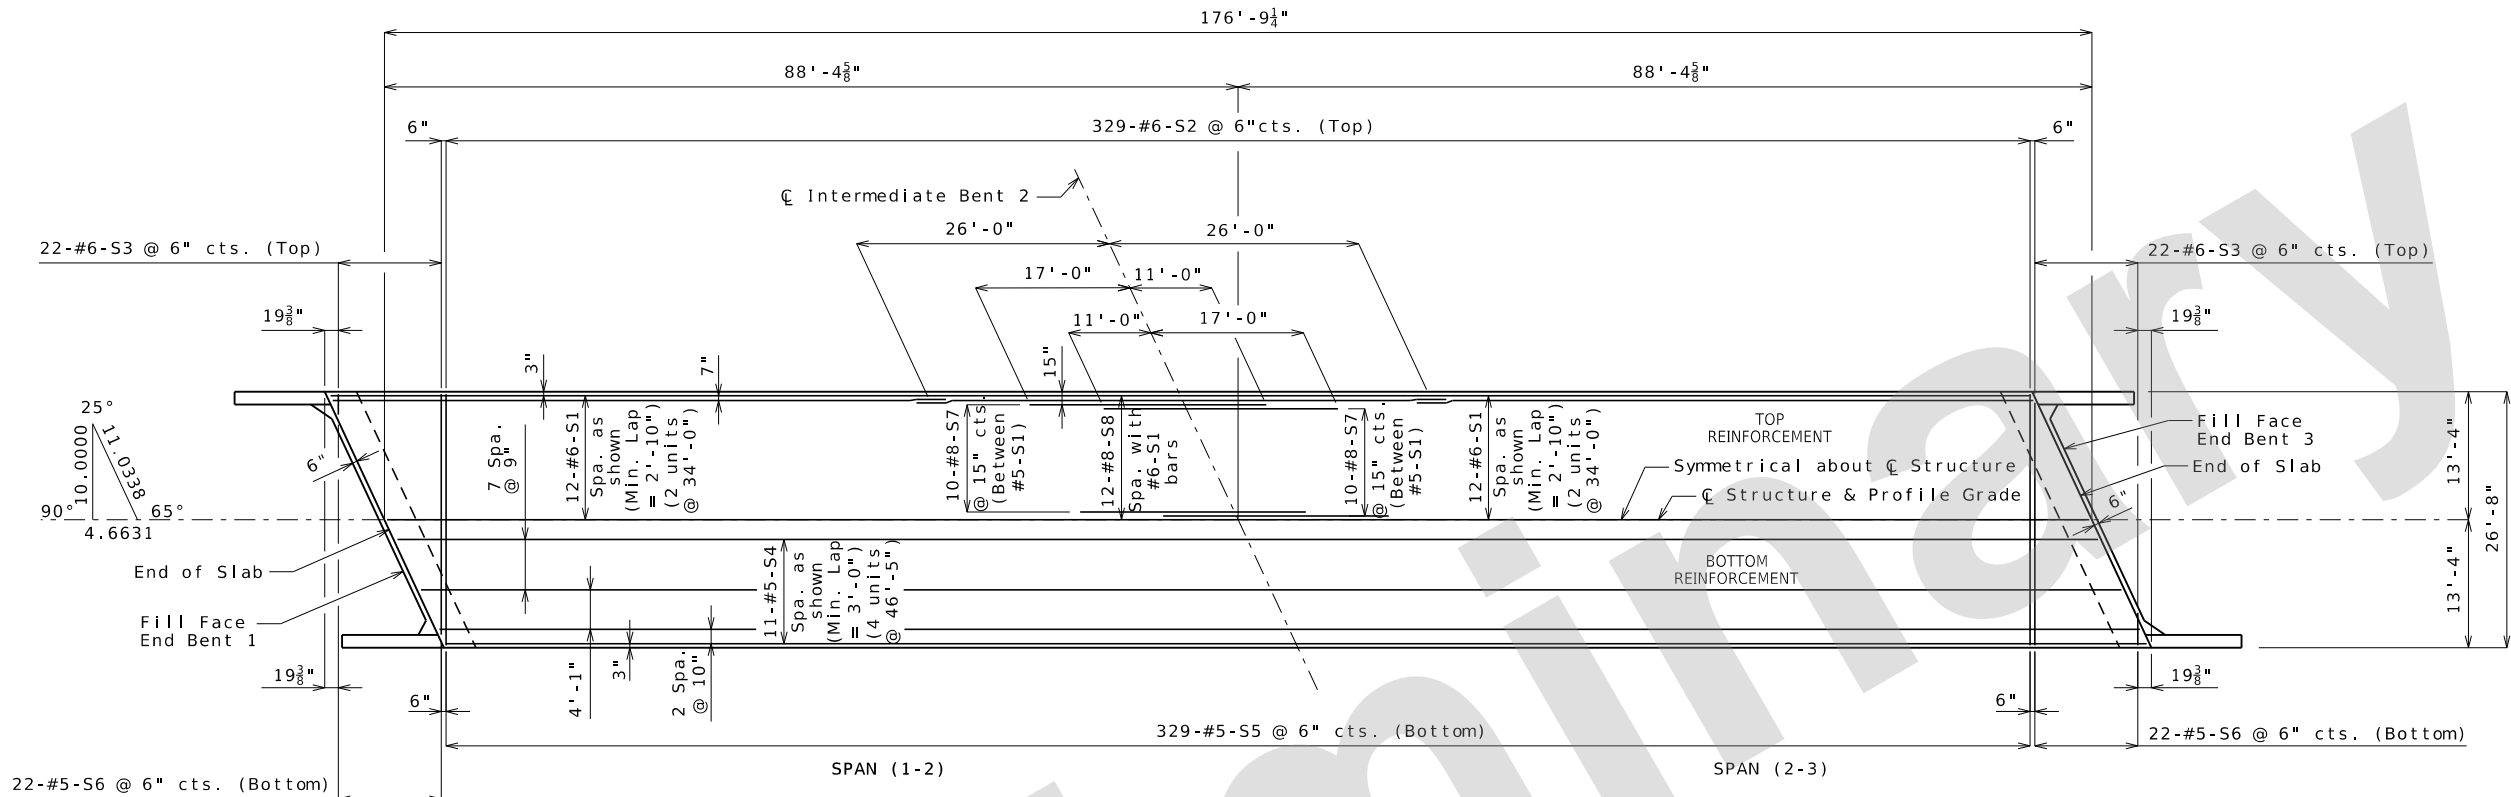 176'-9¼"
88'-4⅝"
88'-4⅝"
6"
329-#6-S2 @ 6"cts. (Top)
6"
℄ Intermediate Bent 2
26'-0"
26'-0"
22-#6-S3 @ 6" cts. (Top)
22-#6-S3 @ 6" cts. (Top)
17'-0"
11'-0"
19⅜"
11'-0"
17'-0"
19⅜"
3"
7"
15"
25°
10.0000
11.0338
90°
65°
4.6631
6"
7 Spa.
@ 9"
12-#6-S1
Spa. as
shown
(Min. Lap
= 2'-10")
(2 units
@ 34'-0")
10-#8-S7
@ 15" cts.
(Between
#5-S1)
12-#8-S8
Spa. with
#6-S1
bars
10-#8-S7
@ 15" cts.
(Between
#5-S1)
12-#6-S1
Spa. as
shown
(Min. Lap
= 2'-10")
(2 units
@ 34'-0")
TOP
REINFORCEMENT
Symmetrical about ℄ Structure
℄ Structure & Profile Grade
Fill Face
End Bent 3
End of Slab
6"
13'-4"
26'-8"
13'-4"
End of Slab
Fill Face
End Bent 1
11-#5-S4
Spa. as
shown
(Min. Lap
= 3'-0")
(4 units
@ 46'-5")
BOTTOM
REINFORCEMENT
19⅜"
6"
4'-1"
3"
2 Spa.
@ 10"
19⅜"
6"
329-#5-S5 @ 6" cts. (Bottom)
22-#5-S6 @ 6" cts. (Bottom)
SPAN (1-2)
SPAN (2-3)
22-#5-S6 @ 6" cts. (Bottom)
minary